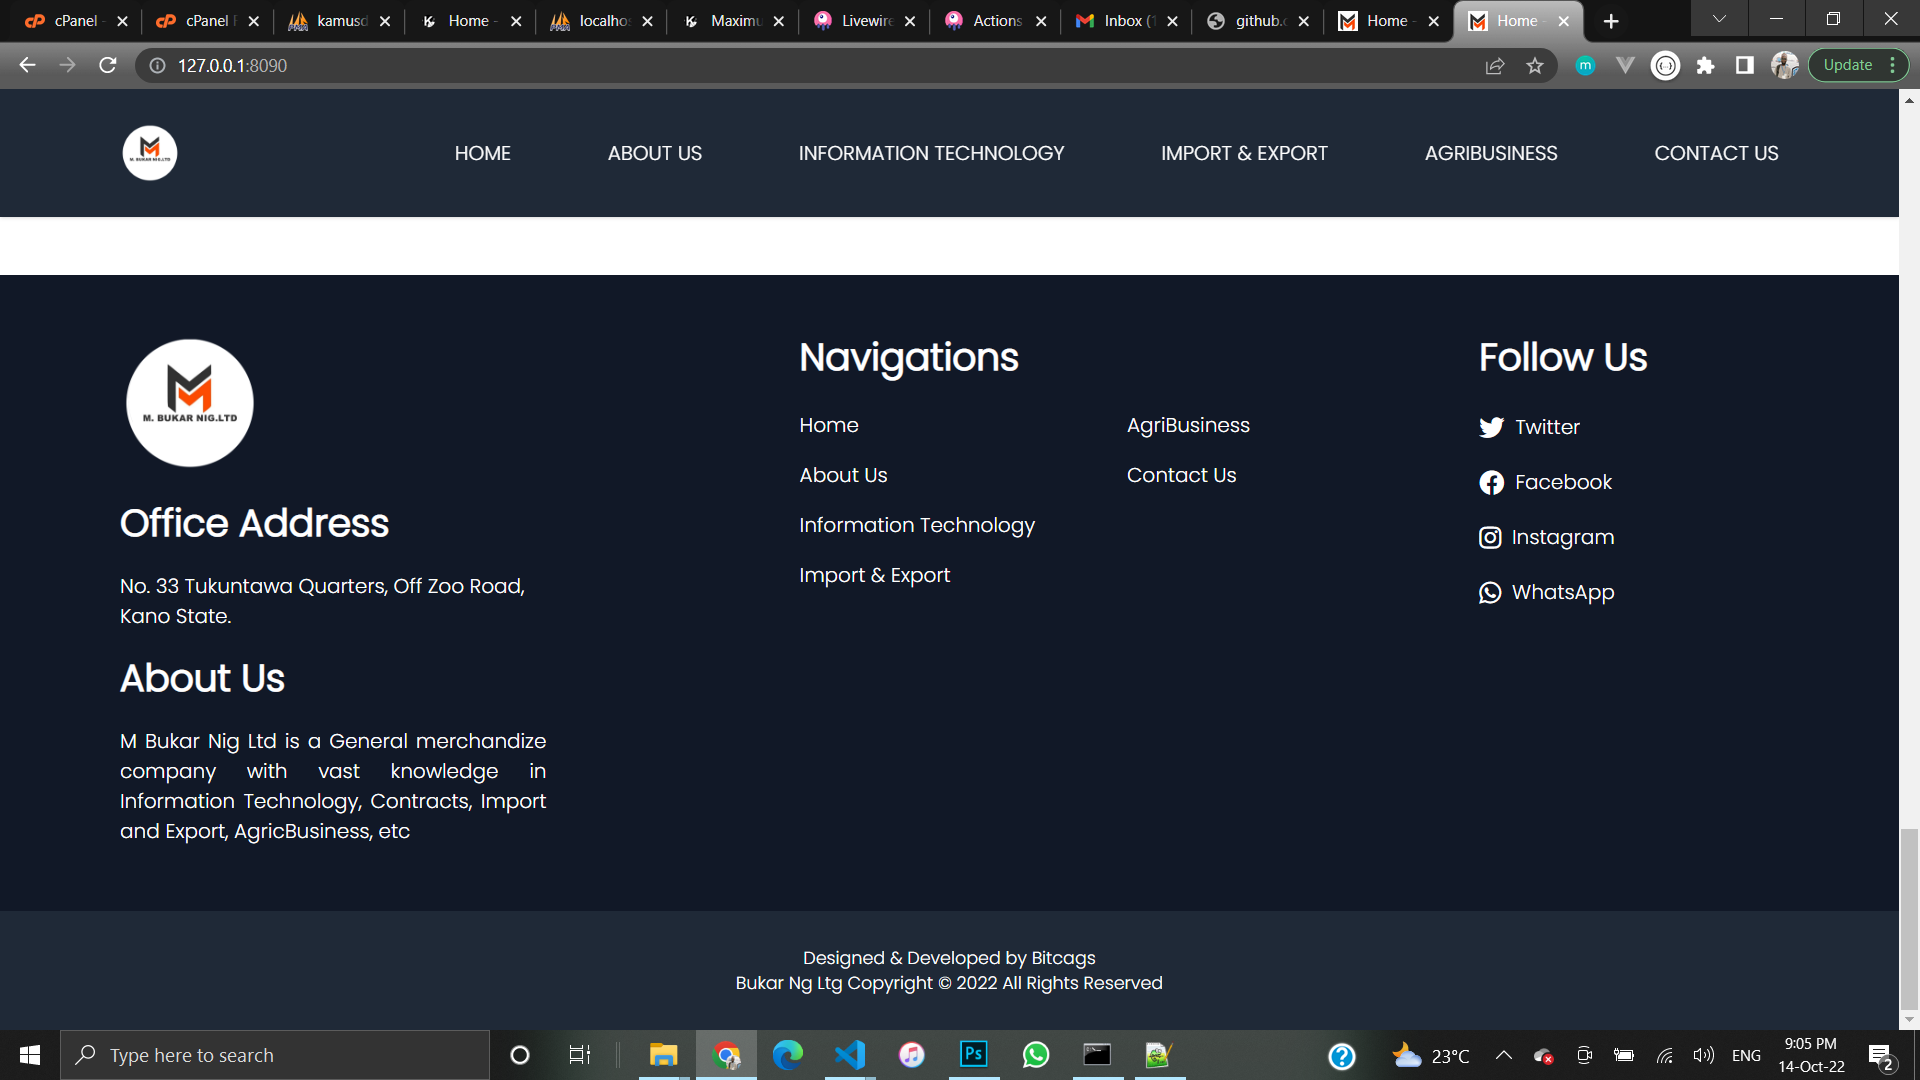 cPanel -
cPanel F
kamusd
Home -
localhos
Maximu
Livewire
Actions
Inbox (1
github.c
Home -
Home -
127.0.0.1:8090
m
Update
M. BUKAR NIG.LTD
HOME
ABOUT US
INFORMATION TECHNOLOGY
IMPORT & EXPORT
AGRIBUSINESS
CONTACT US
M. BUKAR NIG.LTD
Office Address
No. 33 Tukuntawa Quarters, Off Zoo Road,
Kano State.
About Us
M Bukar Nig Ltd is a General merchandize
company with vast knowledge in
Information Technology, Contracts, Import
and Export, AgricBusiness, etc
Navigations
Home
About Us
Information Technology
Import & Export
AgriBusiness
Contact Us
Follow Us
Twitter
Facebook
Instagram
WhatsApp
Designed & Developed by Bitcags
Bukar Ng Ltg Copyright © 2022 All Rights Reserved
Type here to search
Ps
23°C
ENG
9:05 PM
14-Oct-22
2